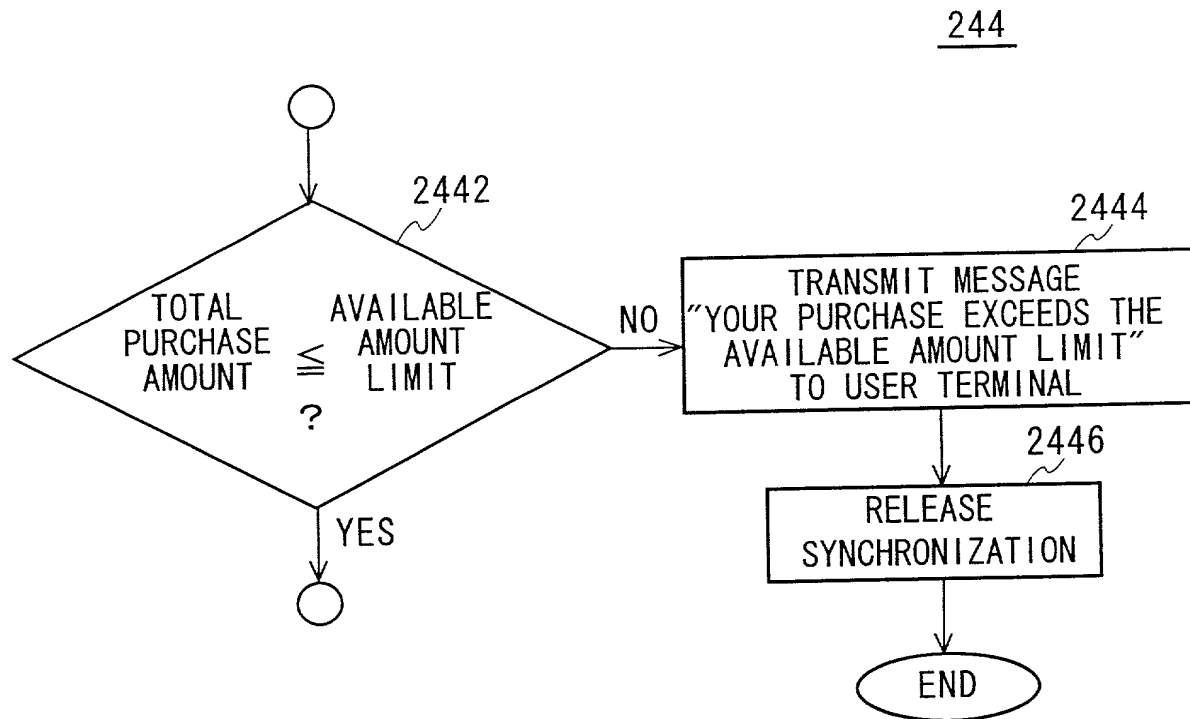 244
2442
TOTAL
PURCHASE
AMOUNT
≦
AVAILABLE
AMOUNT
LIMIT
?
NO
YES
2444
TRANSMIT MESSAGE
"YOUR PURCHASE EXCEEDS THE
AVAILABLE AMOUNT LIMIT"
TO USER TERMINAL
2446
RELEASE
SYNCHRONIZATION
END